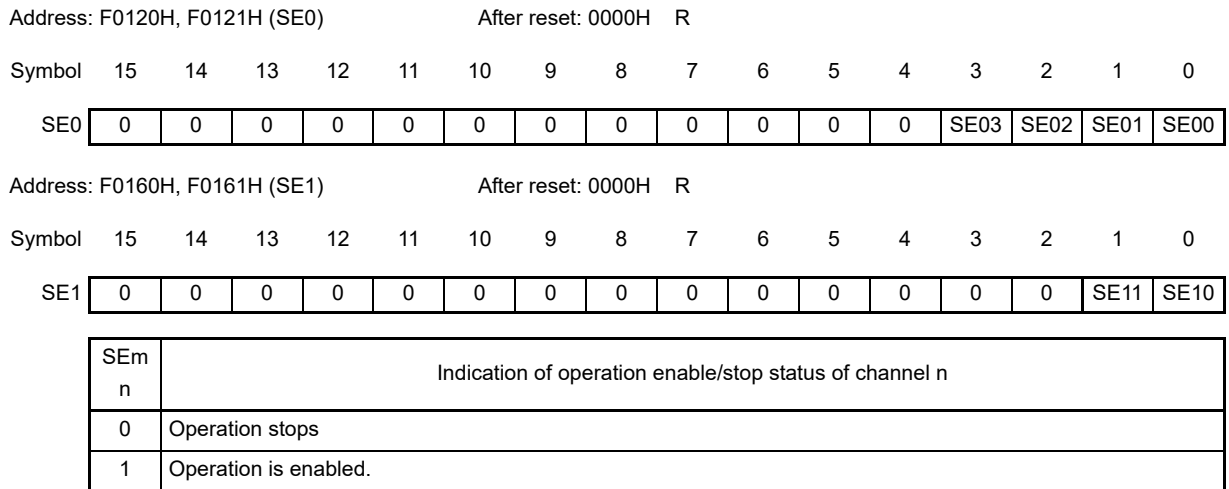 Address: F0120H, F0121H (SE0) After reset: 0000H R
Symbol 15 14 13 12 11 10 9 8 7 6 5 4 3 2 1 0
SE0 0 0 0 0 0 0 0 0 0 0 0 0 SE03 SE02 SE01 SE00
Address: F0160H, F0161H (SE1) After reset: 0000H R
Symbol 15 14 13 12 11 10 9 8 7 6 5 4 3 2 1 0
SE1 0 0 0 0 0 0 0 0 0 0 0 0 0 0 SE11 SE10
SEm
n
Indication of operation enable/stop status of channel n
0 Operation stops
1 Operation is enabled.